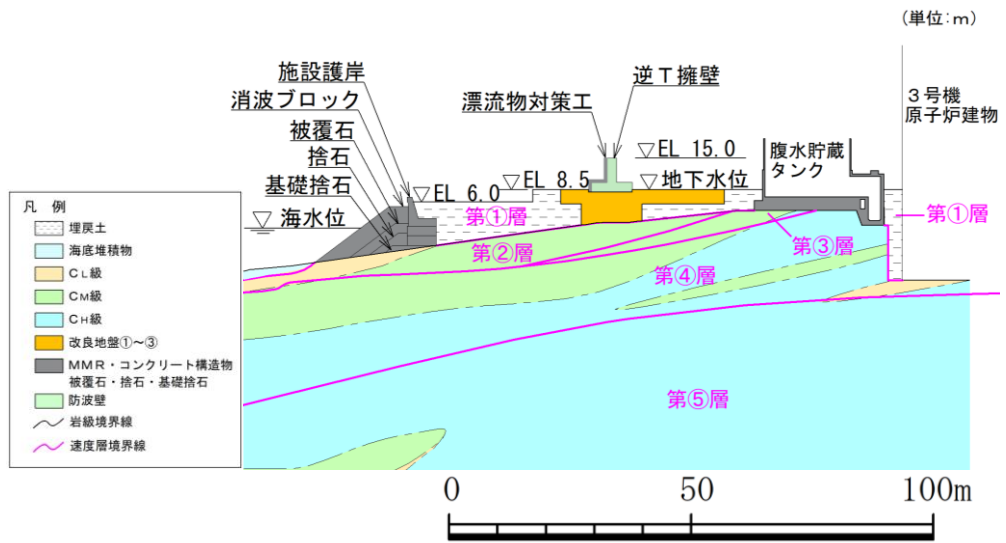 (単位:m)
施設護岸
逆T擁壁
消波ブロック
漂流物対策工
3号機
原子炉建物
被覆石
▽EL 15.0
腹水貯蔵
タンク
捨石
▽EL 8.5
▽地下水位
基礎捨石
▽EL 6.0
▽海水位
第①層
第①層
第②層
第③層
第④層
第⑤層
凡 例
埋戻土
海底堆積物
CL級
CM級
CH級
改良地盤①~③
MMR・コンクリート構造物
被覆石・捨石・基礎捨石
防波壁
岩級境界線
速度層境界線
0
50
100m